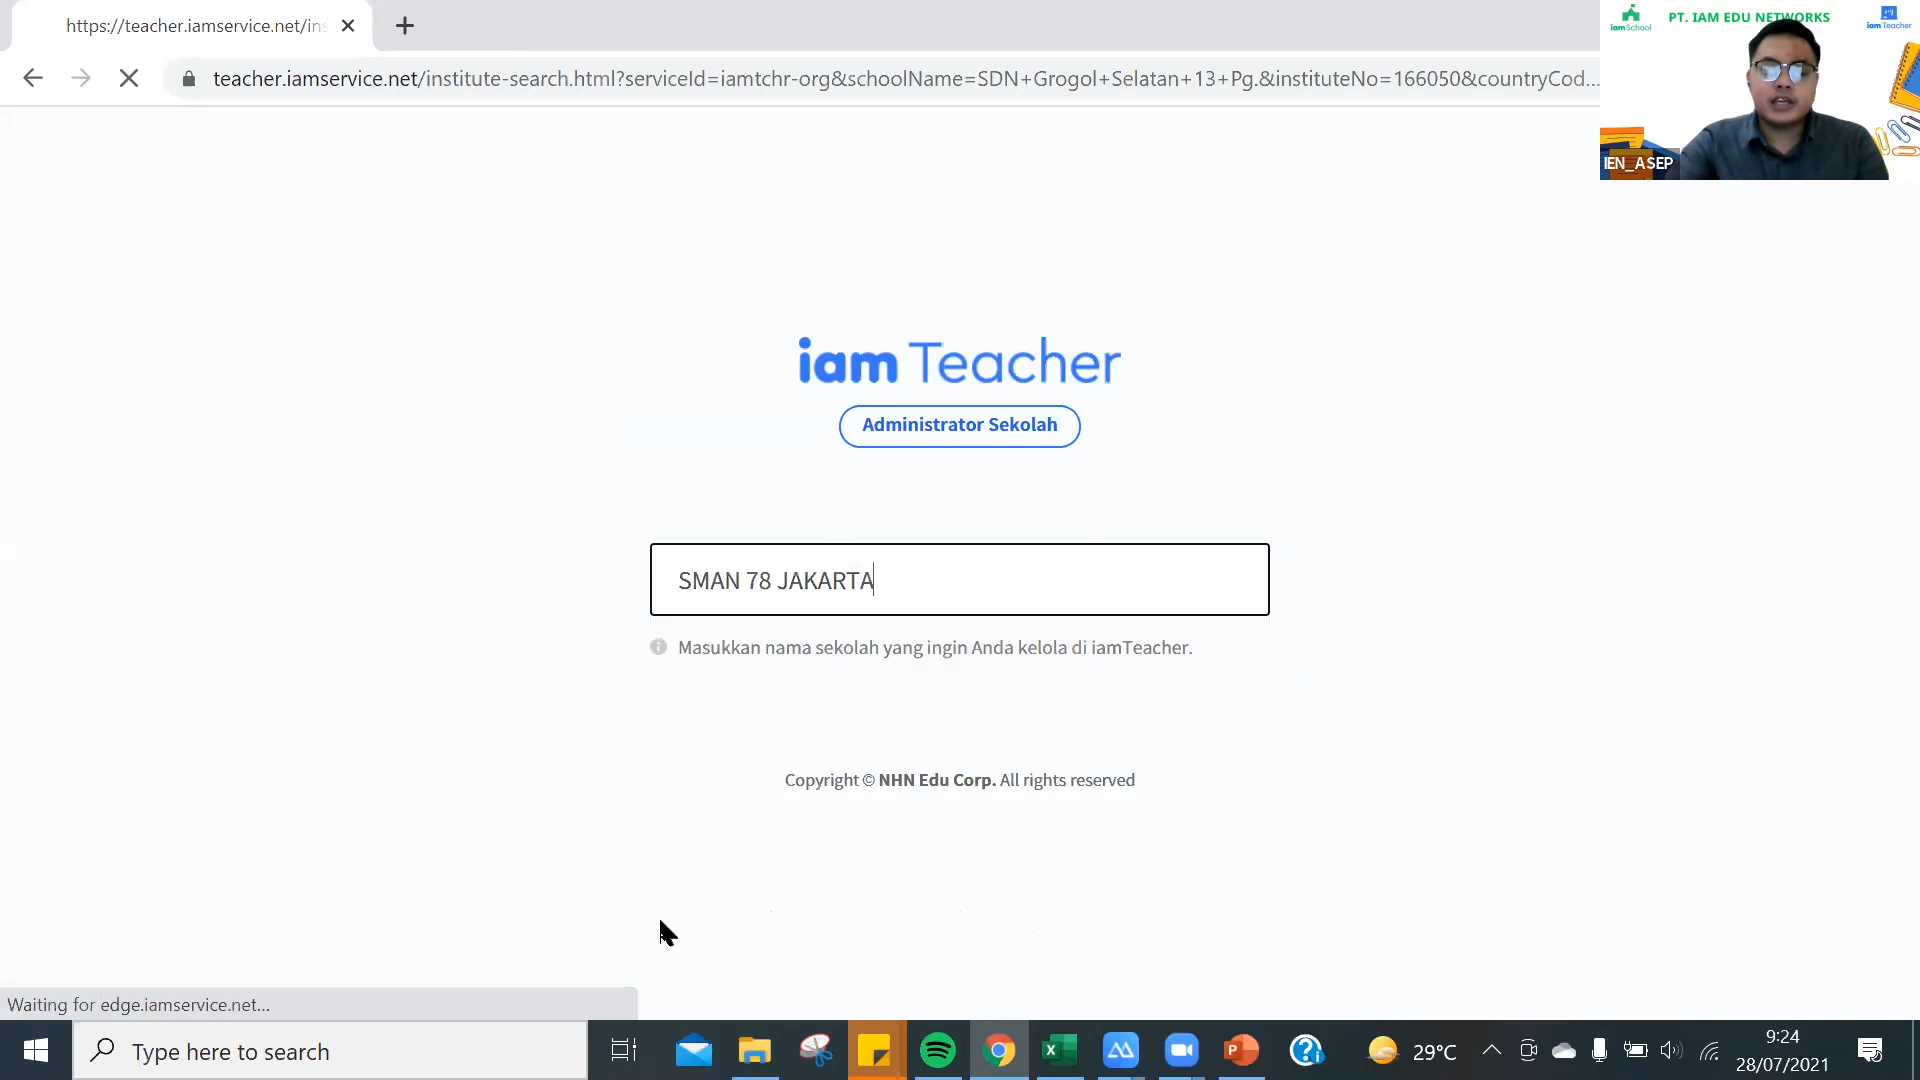 https://teacher.iamservice.net/ins
teacher.iamservice.net/institute-search.html?serviceId=iamtchr-org&schoolName=SDN+Grogol+Selatan+13+Pg.&instituteNo=166050&countryCod...
iamSchool
PT. IAM EDU NETWORKS
iamTeacher
IEN_ASEP
iam Teacher
Administrator Sekolah
SMAN 78 JAKARTA
Masukkan nama sekolah yang ingin Anda kelola di iamTeacher.
Copyright © NHN Edu Corp. All rights reserved
Waiting for edge.iamservice.net...
Type here to search
29°C
9:24
28/07/2021